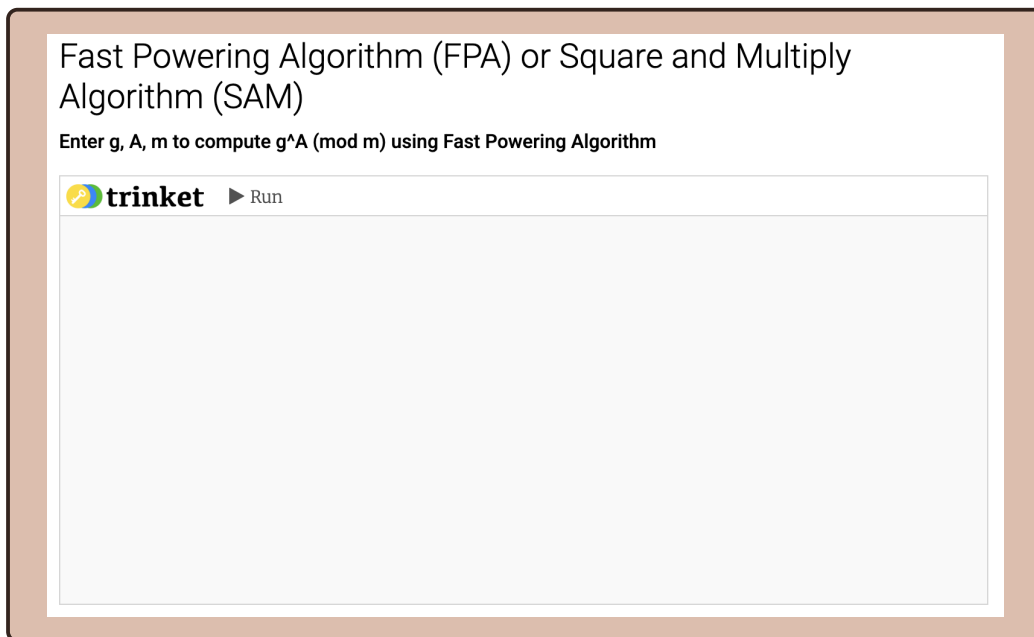 Fast Powering Algorithm (FPA) or Square and Multiply
Algorithm (SAM)
Enter g, A, m to compute g^A (mod m) using Fast Powering Algorithm
trinket Run